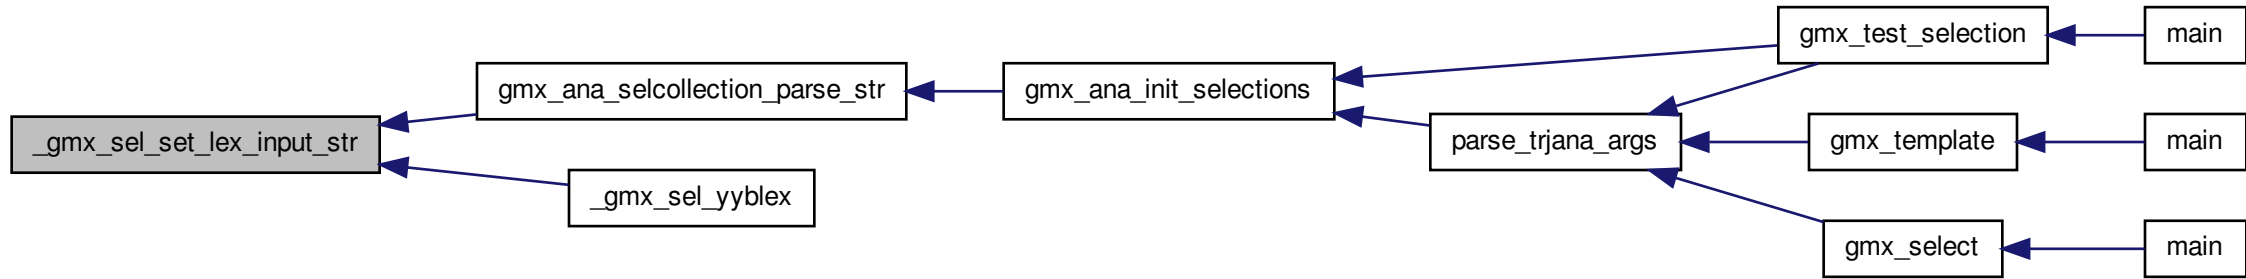 _gmx_sel_set_lex_input_str
gmx_ana_selcollection_parse_str
_gmx_sel_yyblex
gmx_ana_init_selections
parse_trjana_args
gmx_test_selection
main
gmx_template
main
gmx_select
main